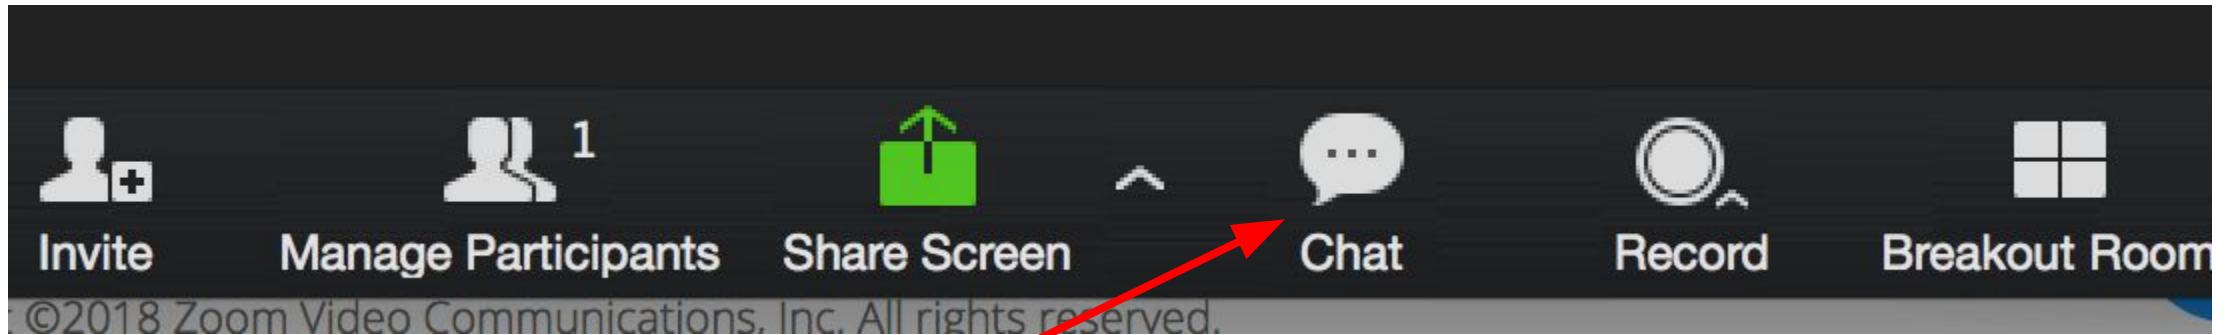 1
Invite Manage Participants Share Screen Chat Record Breakout Room
©2018 Zoom Video Communications, Inc. All rights reserved.